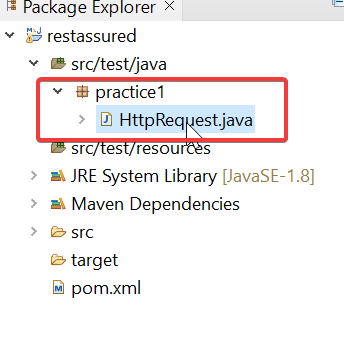 Package Explorer
restassured
src/test/java
practice1
HttpRequest.java
src/test/resources
JRE System Library [JavaSE-1.8]
Maven Dependencies
src
target
pom.xml